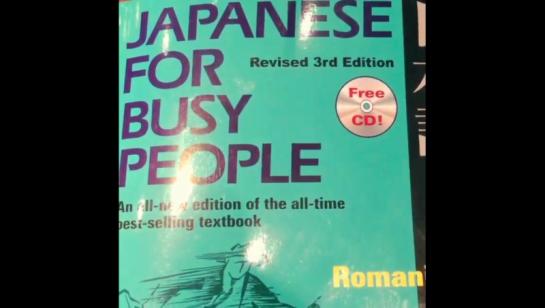 JAPANESE
FOR
Revised 3rd Edition
BUSY
Free
CD!
PEOPLE
An all-new edition of the all-time
best-selling textbook
Roman